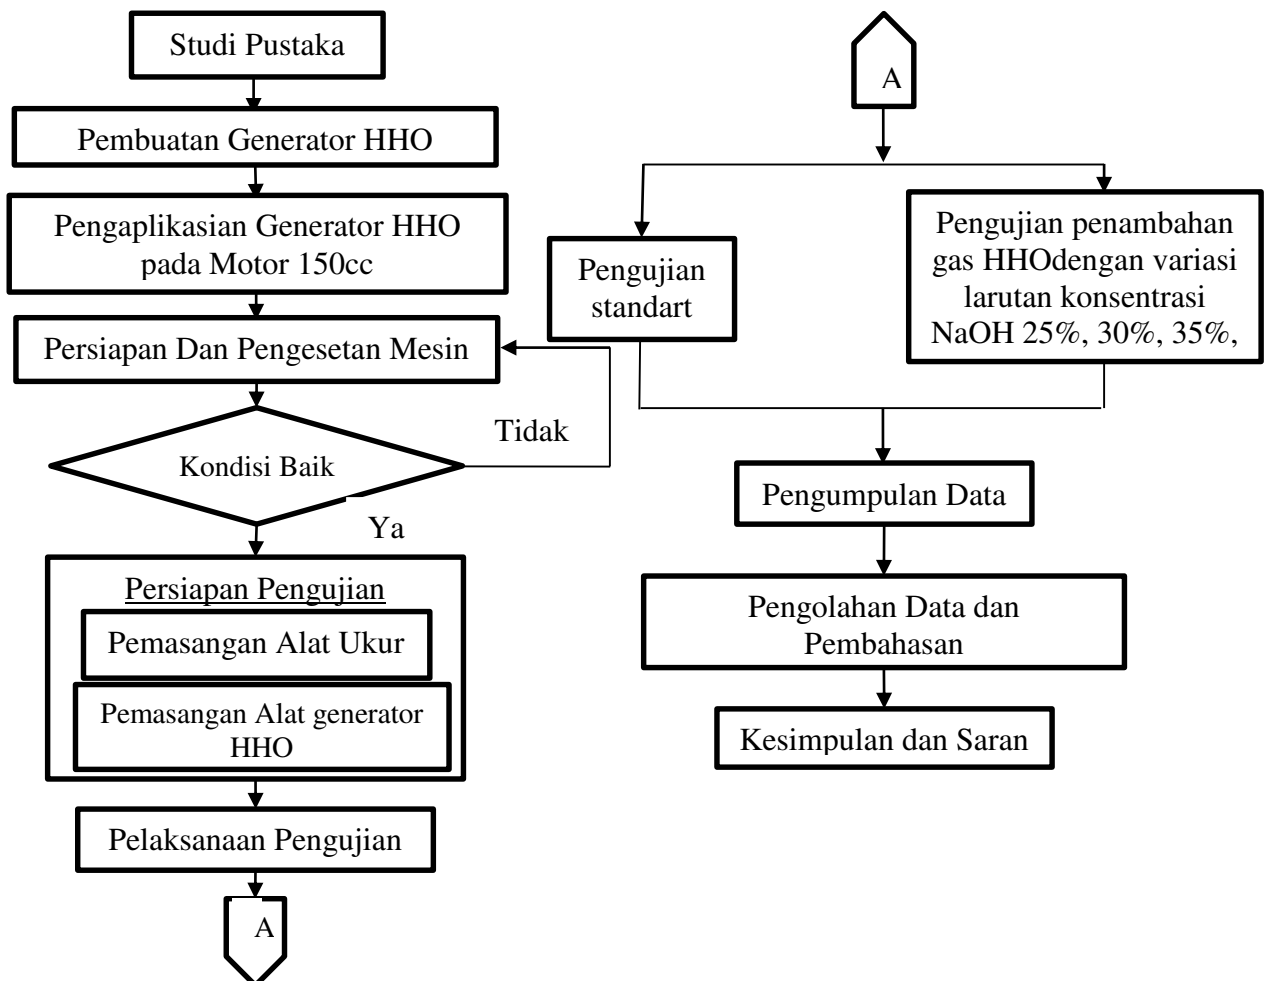 Studi Pustaka
Pembuatan Generator HHO
Pengaplikasian Generator HHO
pada Motor 150cc
Persiapan Dan Pengesetan Mesin
Tidak
Kondisi Baik
Ya
Persiapan Pengujian
Pemasangan Alat Ukur
Pemasangan Alat generator
HHO
Pelaksanaan Pengujian
A
A
Pengujian
standart
Pengujian penambahan
gas HHOdengan variasi
larutan konsentrasi
NaOH 25%, 30%, 35%,
Pengumpulan Data
Pengolahan Data dan
Pembahasan
Kesimpulan dan Saran